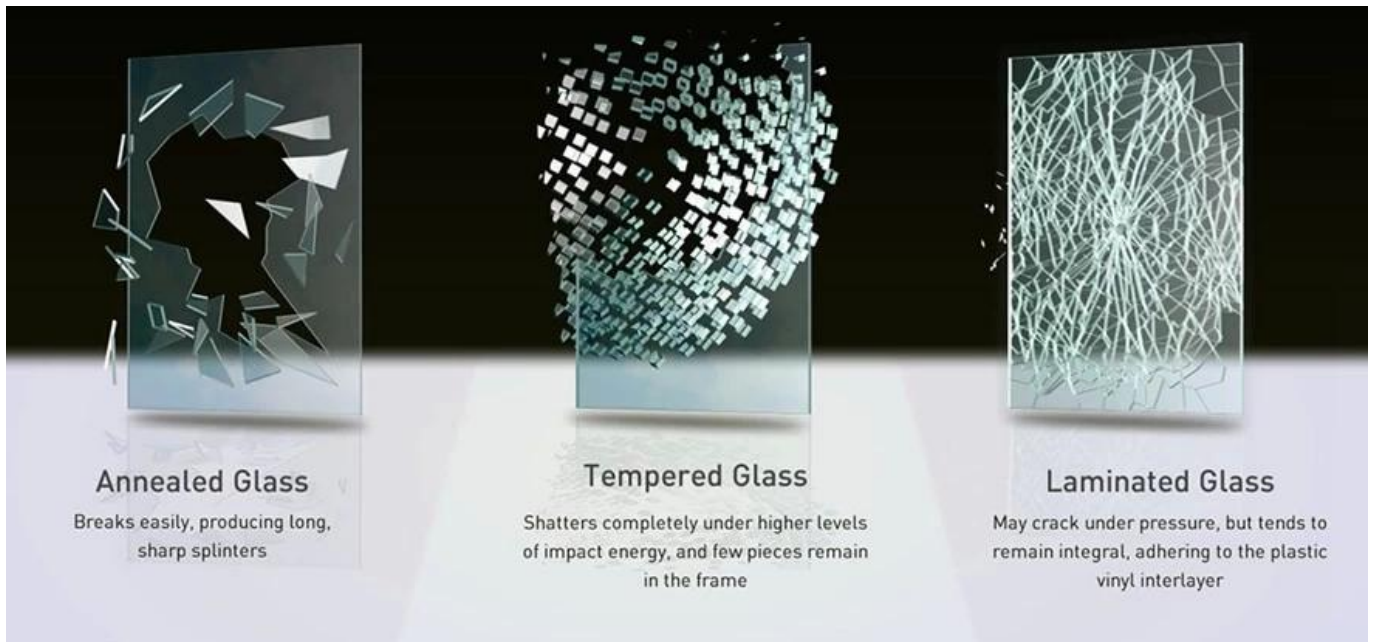 Annealed Glass
Breaks easily, producing long,
sharp splinters
Tempered Glass
Shatters completely under higher levels
of impact energy, and few pieces remain
in the frame
Laminated Glass
May crack under pressure, but tends to
remain integral, adhering to the plastic
vinyl interlayer